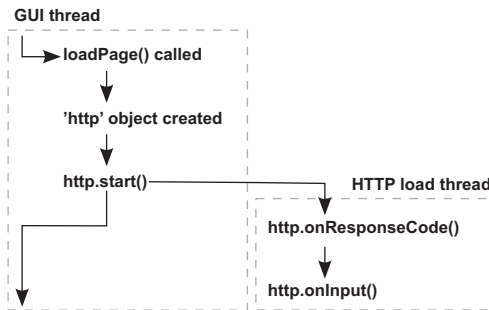 GUI thread
loadPage() called
'http' object created
http.start()
HTTP load thread
http.onResponseCode()
http.onInput()